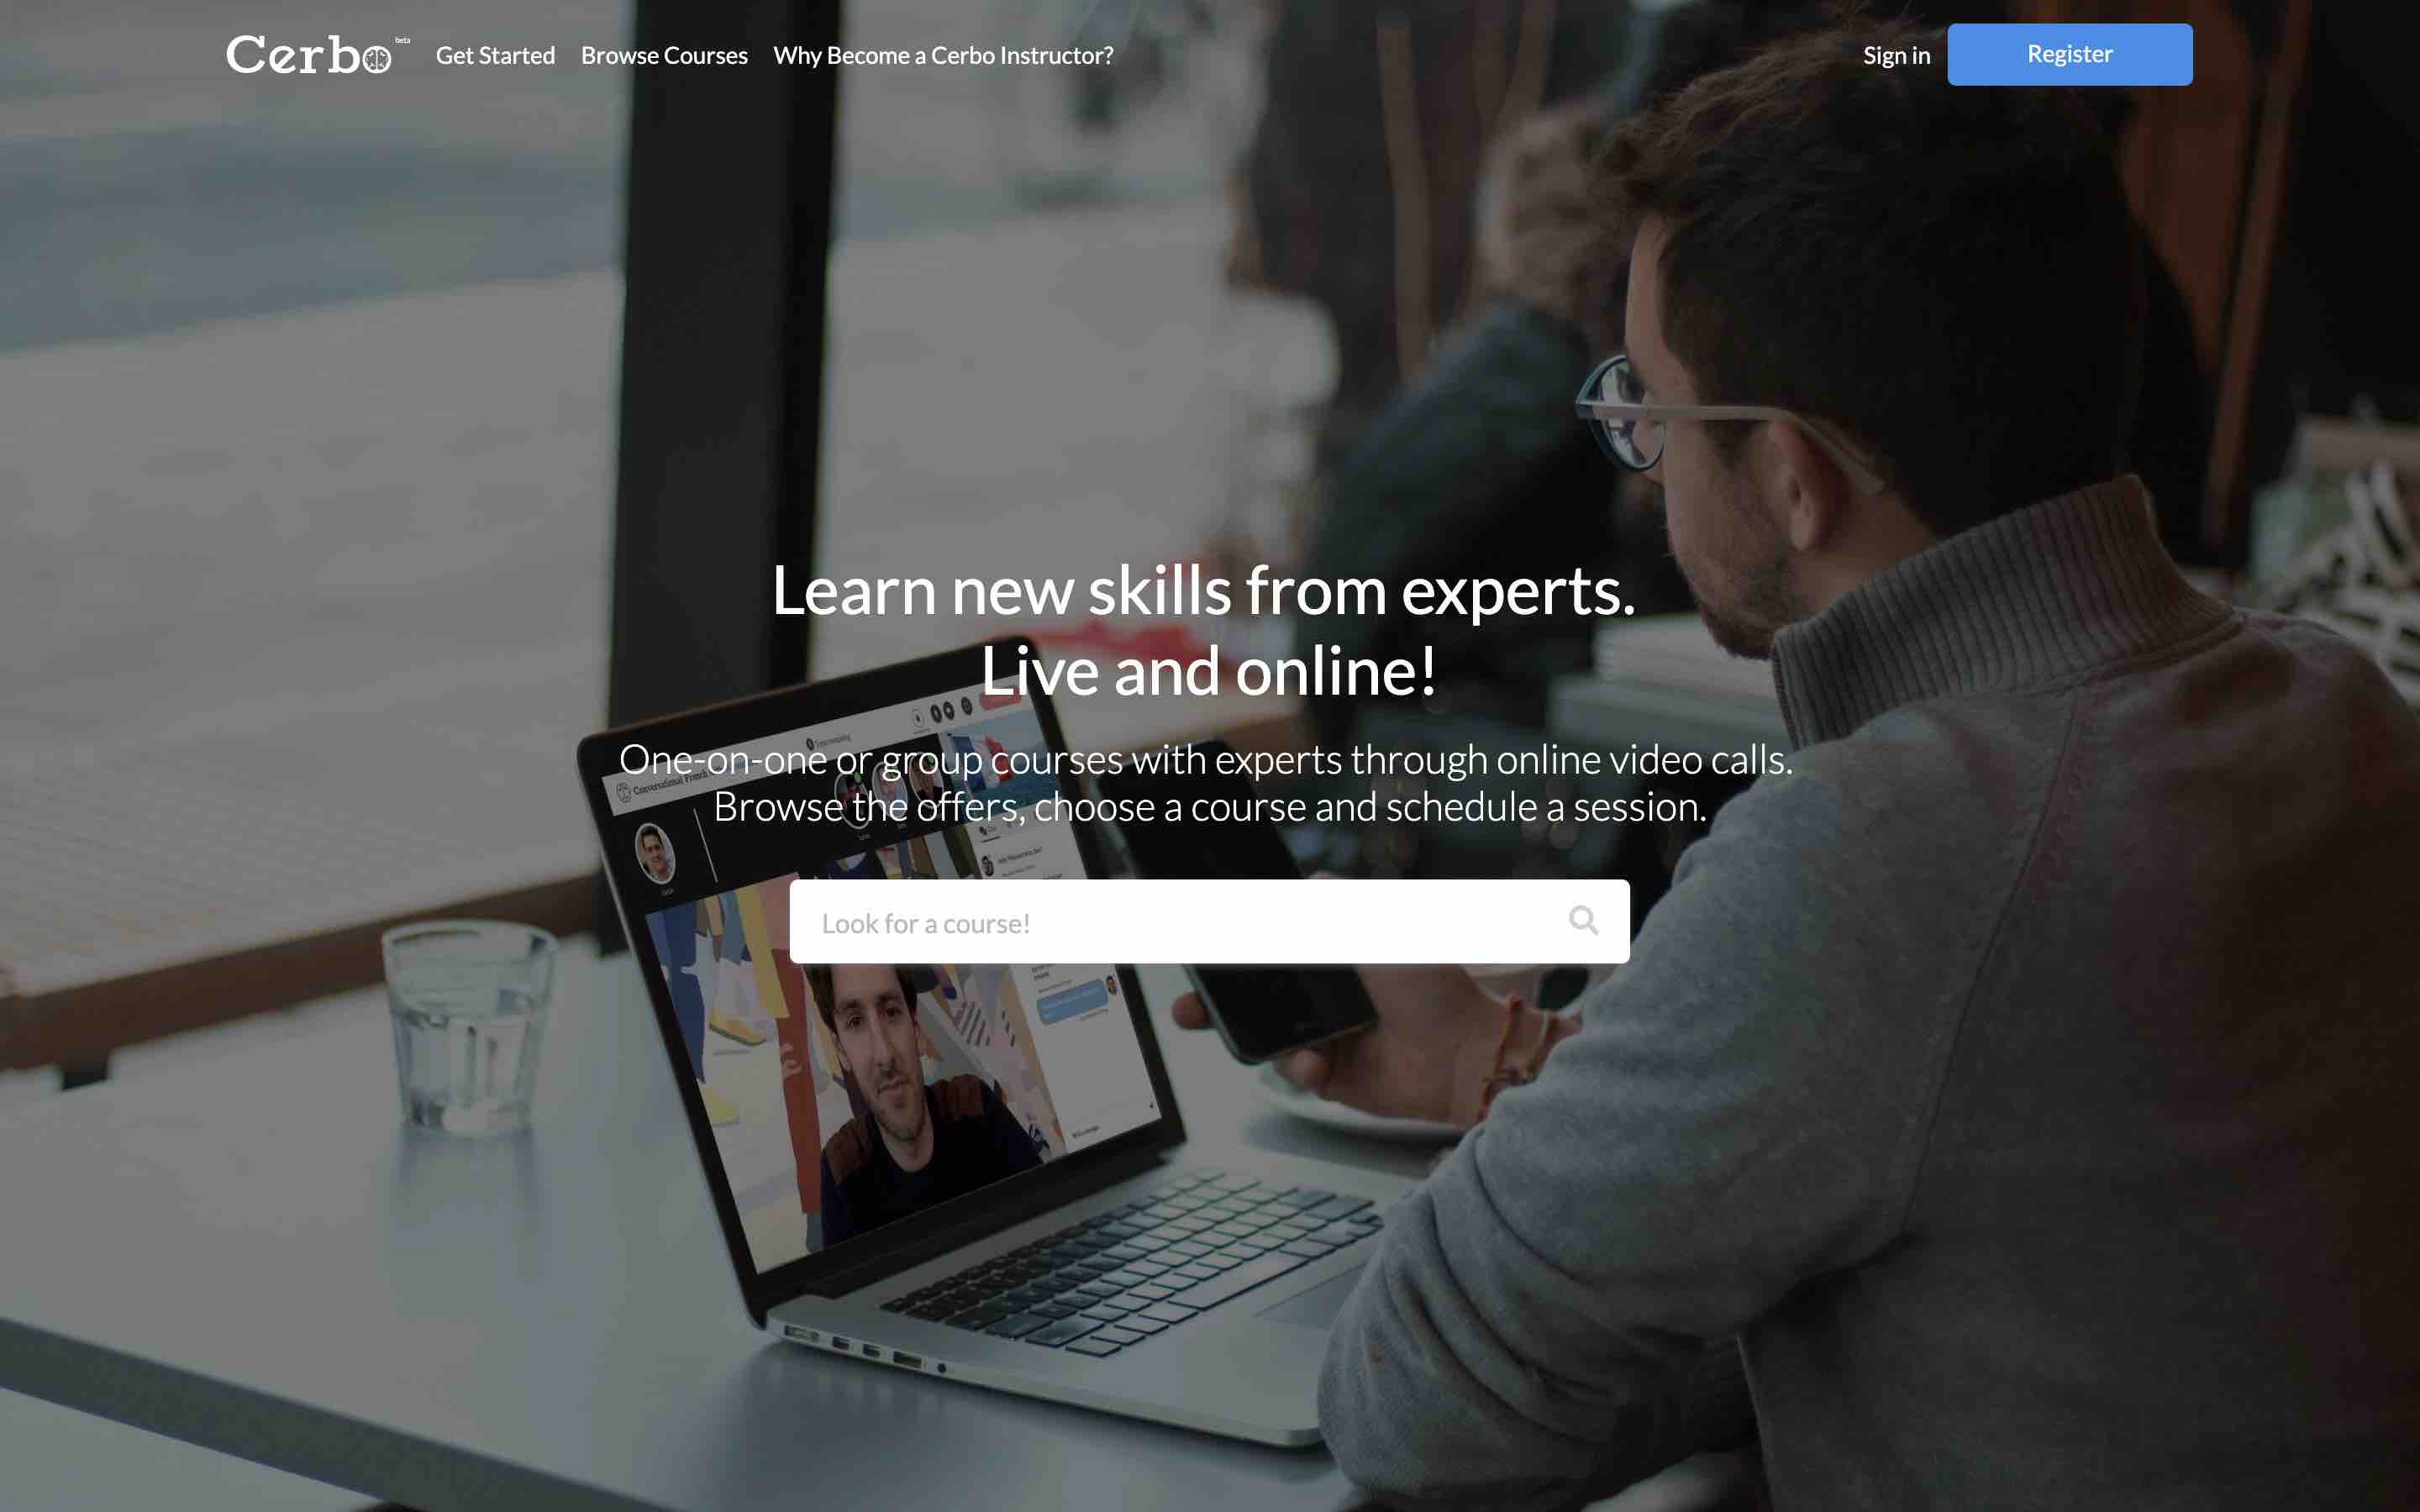 Cerbo beta
Get Started
Browse Courses
Why Become a Cerbo Instructor?
Sign in
Register
Learn new skills from experts.
Live and online!
One-on-one or group courses with experts through online video calls.
Browse the offers, choose a course and schedule a session.
Conversational French
Look for a course!